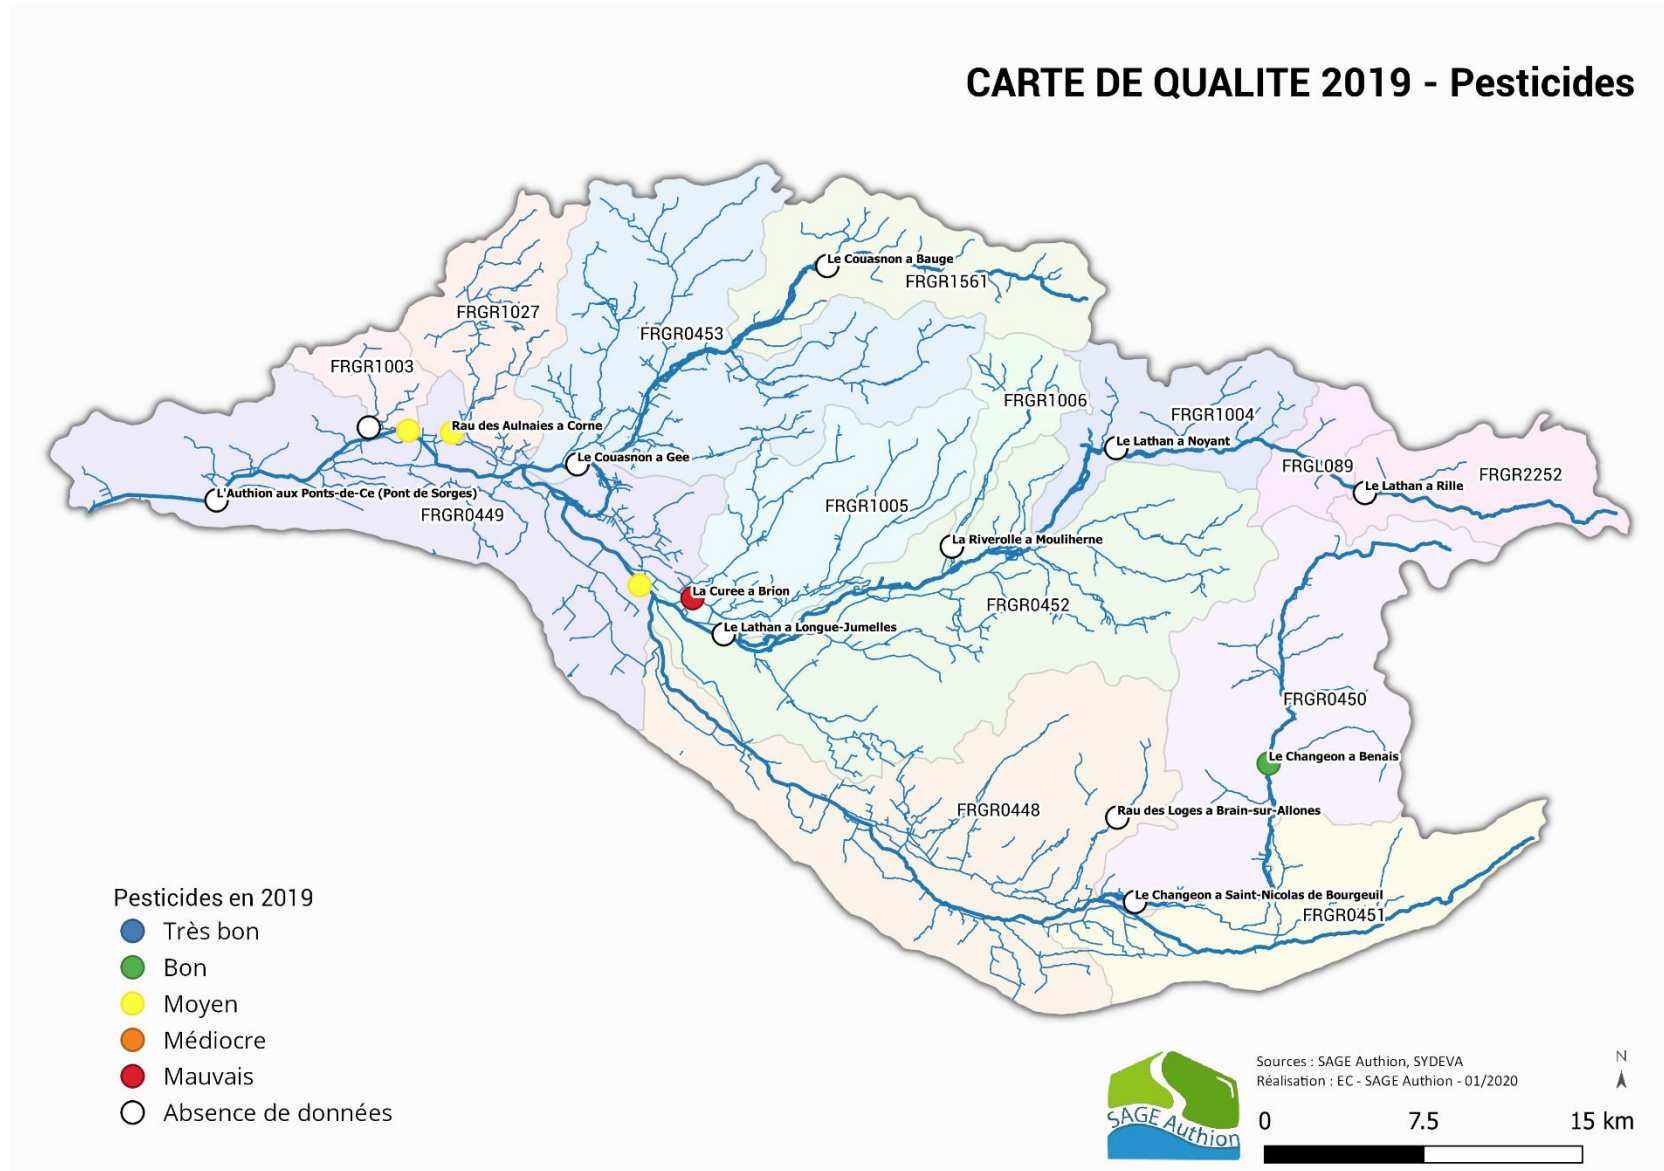 CARTE DE QUALITE 2019 - Pesticides
Le Couasnon a Bauge
FRGR1561
FRGR1027
FRGR0453
FRGR1003
FRGR1006
FRGR1004
Rau des Aulnaies a Corne
Le Lathan a Noyant
Le Couasnon a Gee
FRGL089
FRGR2252
Le Lathan a Rille
L'Authion aux Ponts-de-Ce (Pont de Sorges)
FRGR0449
FRGR1005
La Riverolle a Mouliherne
La Curee a Brion
FRGR0452
Le Lathan a Longue-Jumelles
FRGR0450
Le Changeon a Benais
FRGR0448
Rau des Loges a Brain-sur-Allones
Le Changeon a Saint-Nicolas de Bourgeuil
FRGR0451
Pesticides en 2019
Très bon
Bon
Moyen
Médiocre
Mauvais
Absence de données
SAGE Authion
Sources : SAGE Authion, SYDEVA
Réalisation : EC - SAGE Authion - 01/2020
N
0 7.5 15 km